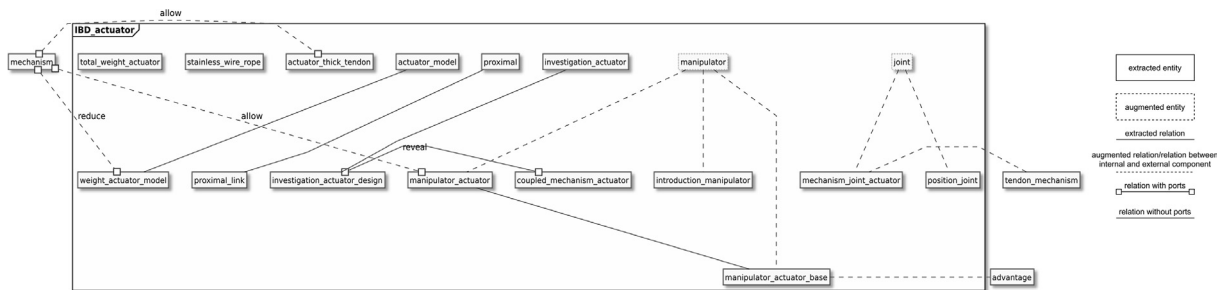 allow
IBD_actuator
mechanism
total_weight_actuator
stainless_wire_rope
actuator_thick_tendon
actuator_model
proximal
investigation_actuator
manipulator
joint
extracted entity
augmented entity
reduce
allow
extracted relation
reveal
augmented relation/relation between
internal and external component
weight_actuator_model
proximal_link
investigation_actuator_design
manipulator_actuator
coupled_mechanism_actuator
introduction_manipulator
mechanism_joint_actuator
position_joint
tendon_mechanism
relation with ports
relation without ports
manipulator_actuator_base
advantage